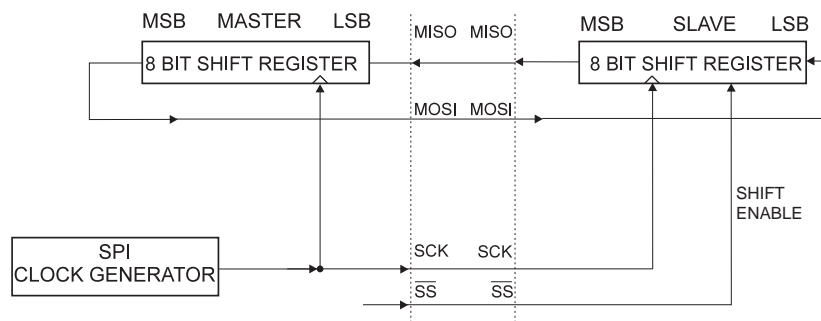 MSB MASTER LSB
MISO MISO
MSB SLAVE LSB
8 BIT SHIFT REGISTER
8 BIT SHIFT REGISTER
MOSI MOSI
SHIFT
ENABLE
SPI
CLOCK GENERATOR
SCK SCK
SS SS